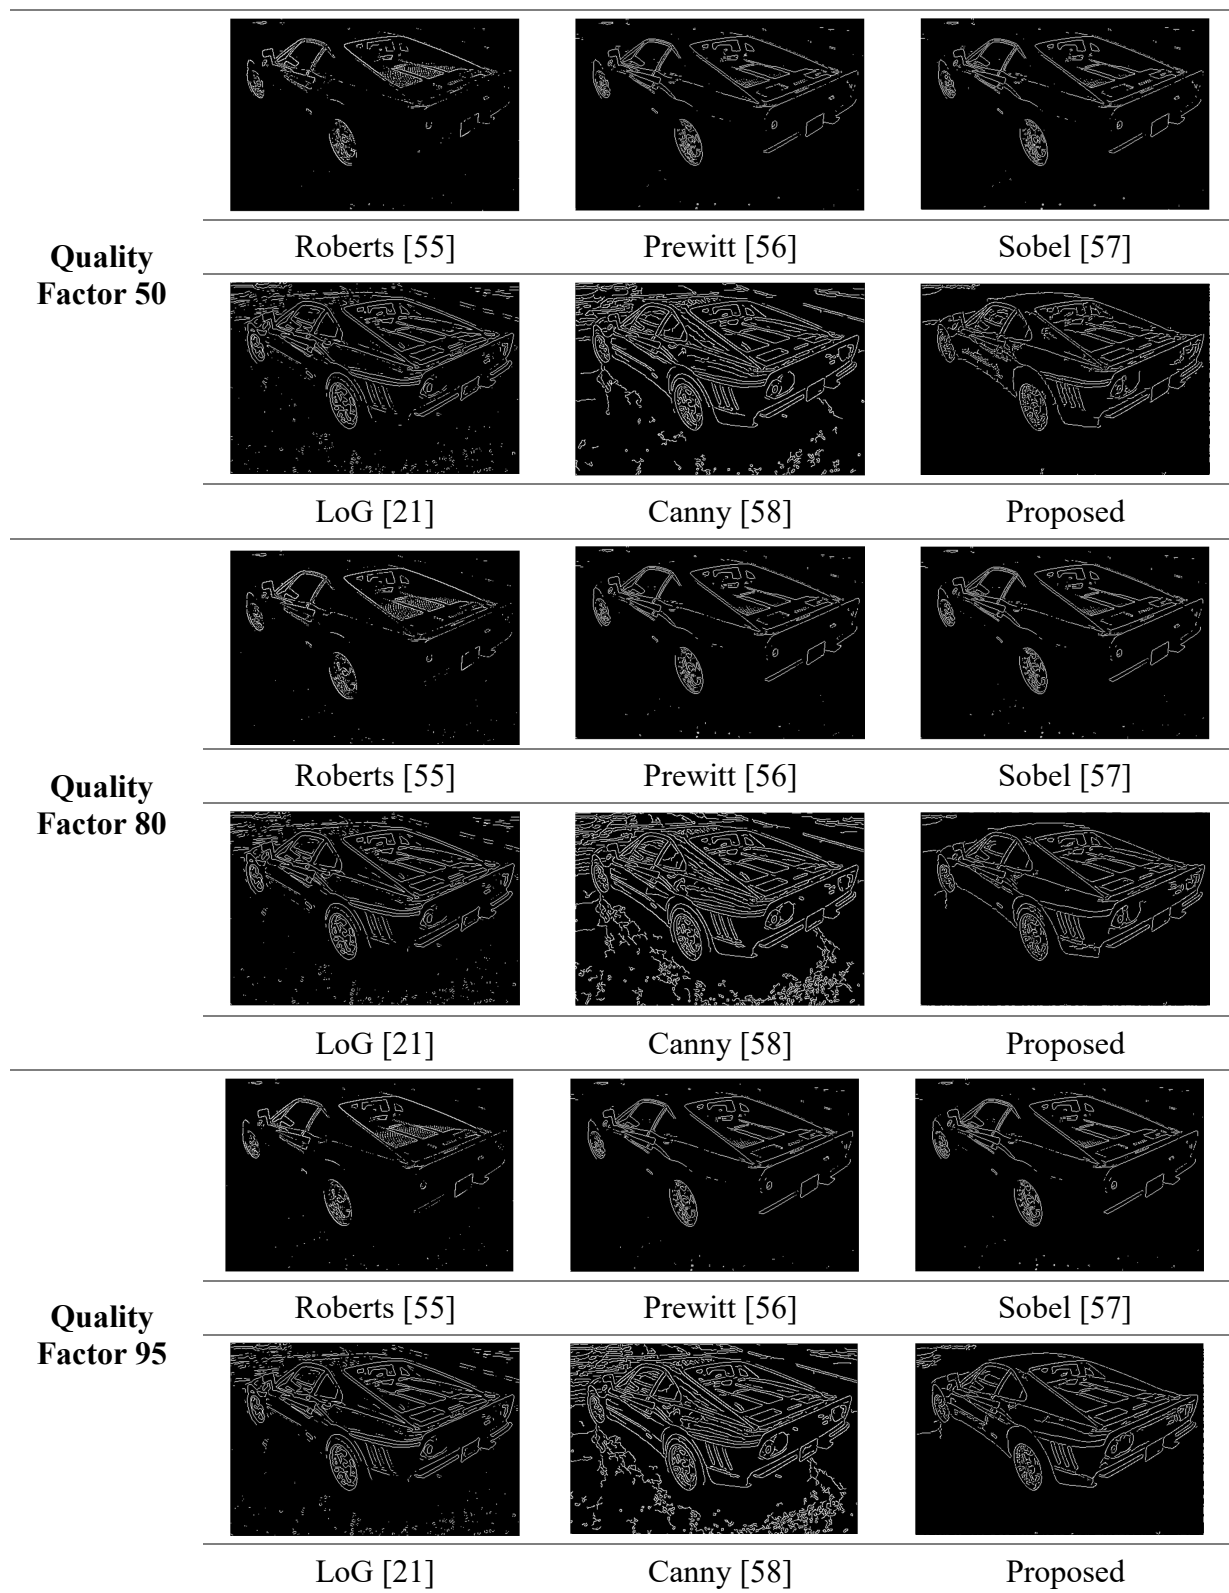 Quality
Factor 50
Roberts [55]
Prewitt [56]
Sobel [57]
LoG [21]
Canny [58]
Proposed
Quality
Factor 80
Roberts [55]
Prewitt [56]
Sobel [57]
LoG [21]
Canny [58]
Proposed
Quality
Factor 95
Roberts [55]
Prewitt [56]
Sobel [57]
LoG [21]
Canny [58]
Proposed